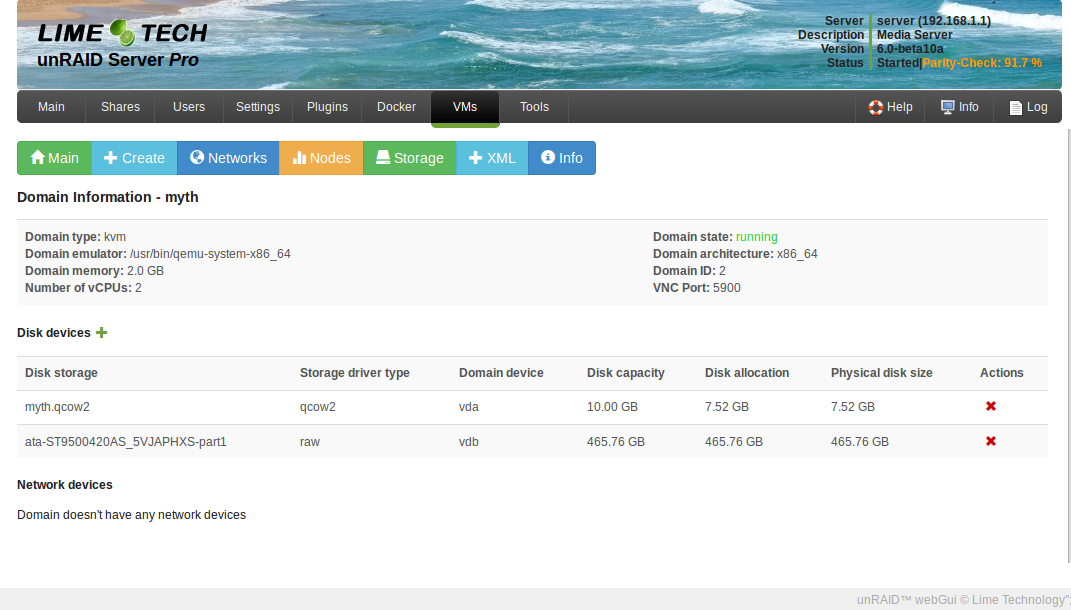 LIME TECH
unRAID Server Pro
Server server (192.168.1.1)
Description Media Server
Version 6.0-beta10a
Status Started|Parity-Check: 91.7 %
Main Shares Users Settings Plugins Docker VMs Tools Help Info Log
Main Create Networks Nodes Storage XML Info
Domain Information - myth
Domain type: kvm Domain state: running
Domain emulator: /usr/bin/qemu-system-x86_64 Domain architecture: x86_64
Domain memory: 2.0 GB Domain ID: 2
Number of vCPUs: 2 VNC Port: 5900
Disk devices
Disk storage Storage driver type Domain device Disk capacity Disk allocation Physical disk size Actions
myth.qcow2 qcow2 vda 10.00 GB 7.52 GB 7.52 GB
ata-ST9500420AS_5VJAPHXS-part1 raw vdb 465.76 GB 465.76 GB 465.76 GB
Network devices
Domain doesn't have any network devices
unRAID™ webGui © Lime Technology";